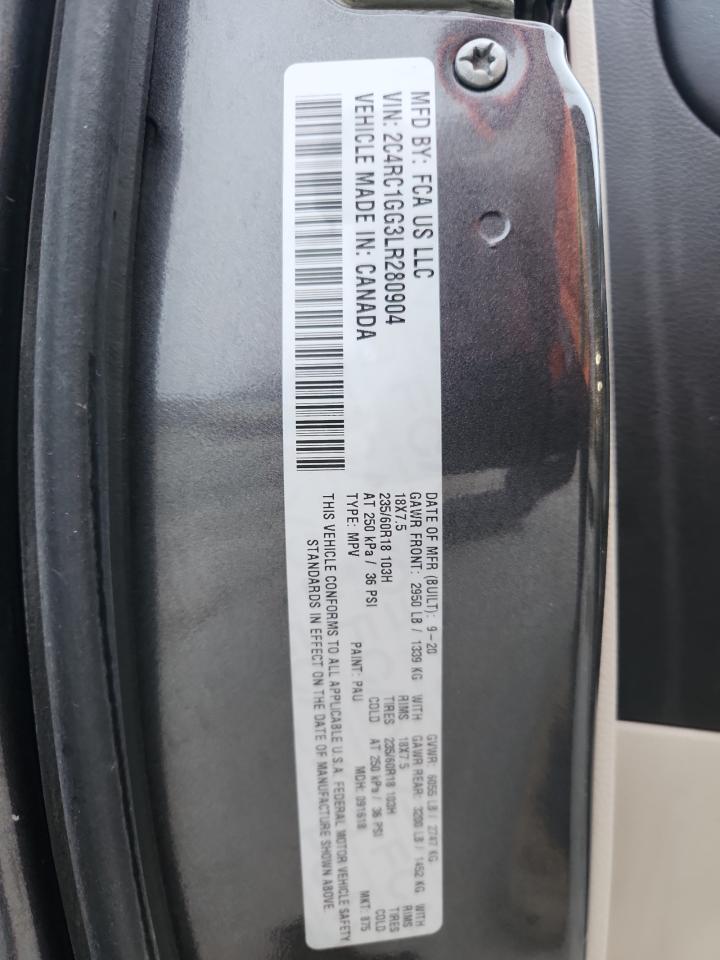 MFD BY: FCA US LLC
VIN: 2C4RC1GG3LR280904
VEHICLE MADE IN: CANADA
DATE OF MFR (BUILT): 9-20 GVWR: 6055 LB / 2747 KG
GAWR FRONT: 2950 LB / 1339 KG WITH GAWR REAR: 3200 LB / 1452 KG WITH
18X7.5 RIMS 18X7.5 RIMS
235/60R18 103H TIRES 235/60R18 103H TIRES
AT 250 kPa / 36 PSI COLD AT 250 kPa / 36 PSI COLD
TYPE: MPV PAINT: PAU MDH: 091618 MKT: 875
THIS VEHICLE CONFORMS TO ALL APPLICABLE U.S.A. FEDERAL MOTOR VEHICLE SAFETY
STANDARDS IN EFFECT ON THE DATE OF MANUFACTURE SHOWN ABOVE.